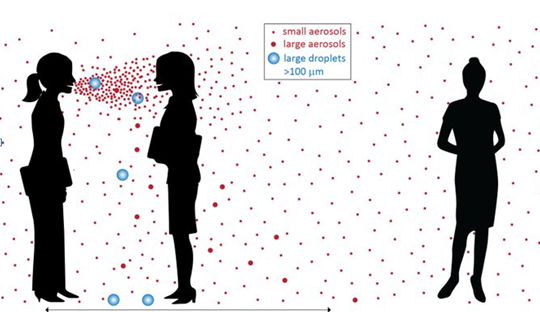 small aerosols
large aerosols
large droplets
>100 µm